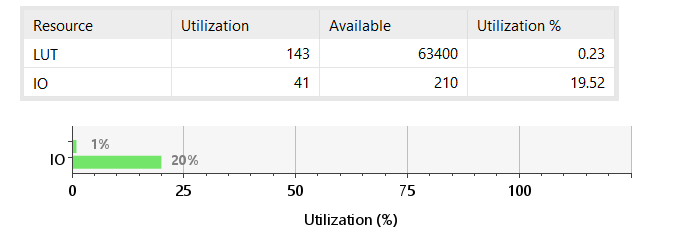 Resource Utilization Available Utilization %
LUT 143 63400 0.23
IO 41 210 19.52
1%
IO 20%
0 25 50 75 100
Utilization (%)